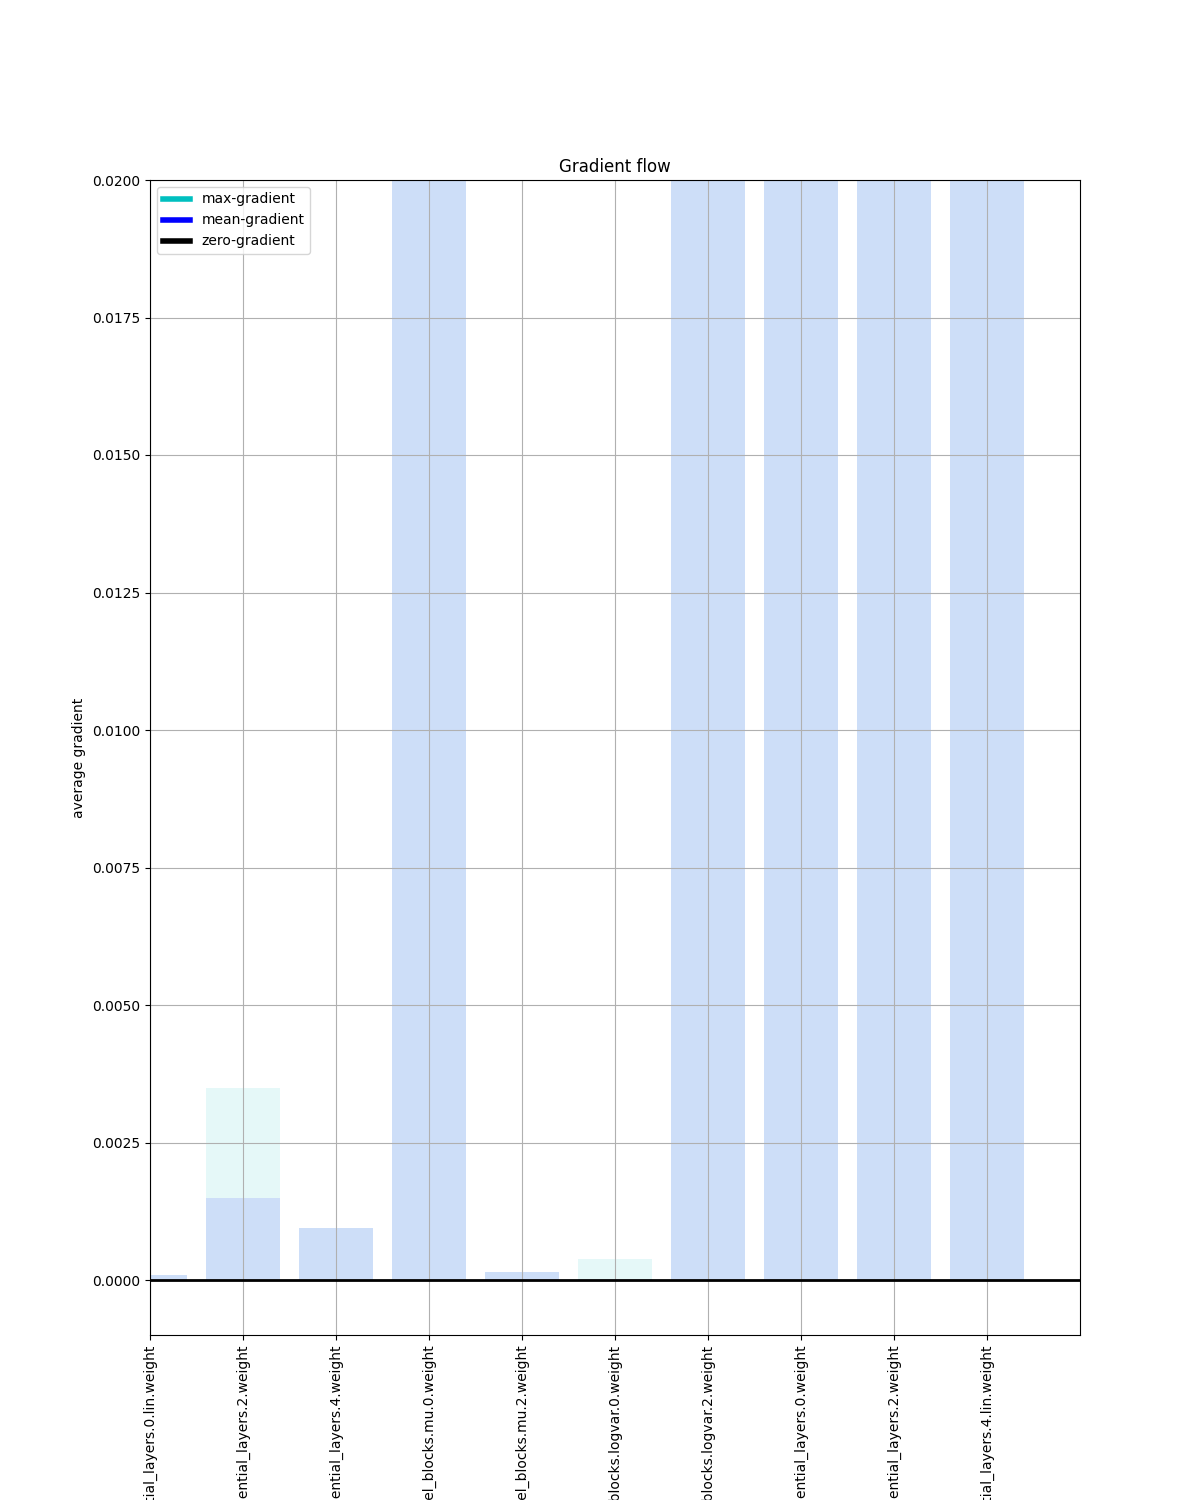 Gradient flow
max-gradient
mean-gradient
zero-gradient
0.0200
0.0175
0.0150
0.0125
0.0100
0.0075
0.0050
0.0025
0.0000
average gradient
tial_layers.0.lin.weight
ential_layers.2.weight
ential_layers.4.weight
el_blocks.mu.0.weight
el_blocks.mu.2.weight
blocks.logvar.0.weight
blocks.logvar.2.weight
ential_layers.0.weight
ential_layers.2.weight
tial_layers.4.lin.weight